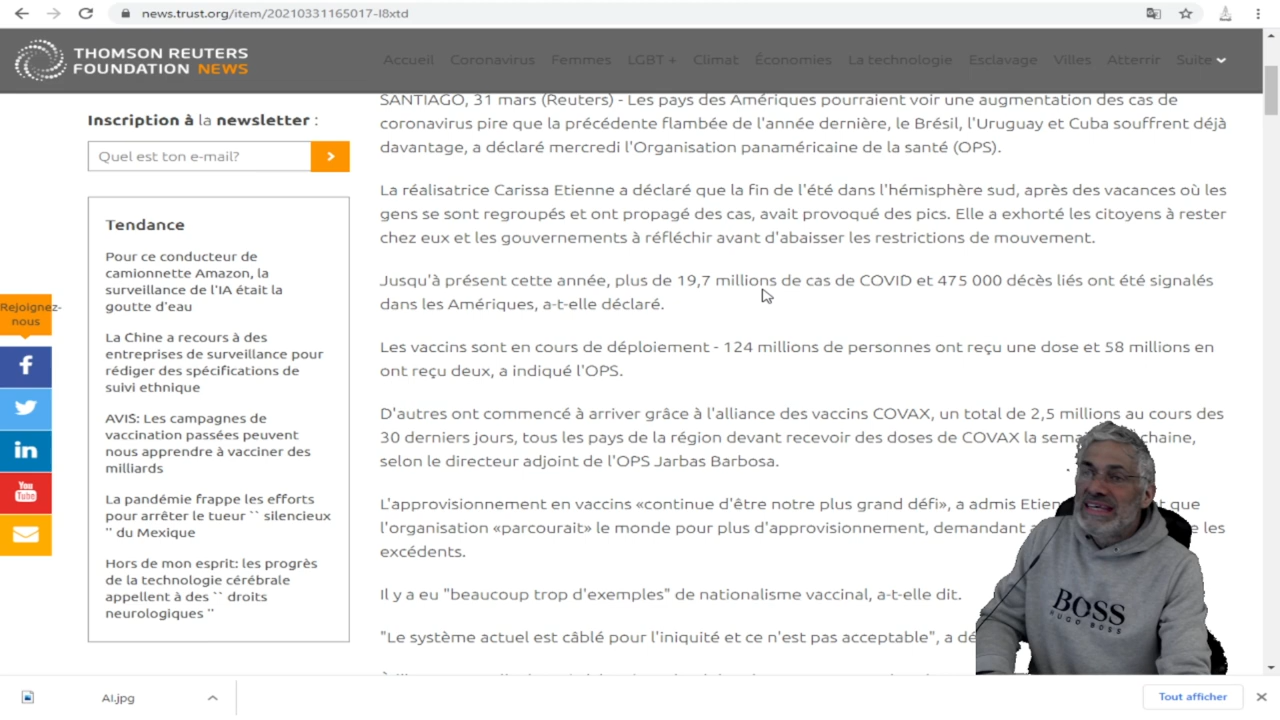 news.trust.org/item/20210331165017-l8xtd
THOMSON REUTERS
FOUNDATION NEWS
Accueil Coronavirus Femmes LGBT + Climat Économies La technologie Esclavage Villes Atterrir Suite
Inscription à la newsletter :
Quel est ton e-mail?
Tendance
Pour ce conducteur de
camionnette Amazon, la
surveillance de l'IA était la
goutte d'eau
La Chine a recours à des
entreprises de surveillance pour
rédiger des spécifications de
suivi ethnique
AVIS: Les campagnes de
vaccination passées peuvent
nous apprendre à vacciner des
milliards
La pandémie frappe les efforts
pour arrêter le tueur `` silencieux
'' du Mexique
Hors de mon esprit: les progrès
de la technologie cérébrale
appellent à des `` droits
neurologiques ''
Rejoignez-
nous
You
Tube
SANTIAGO, 31 mars (Reuters) - Les pays des Amériques pourraient voir une augmentation des cas de
coronavirus pire que la précédente flambée de l'année dernière, le Brésil, l'Uruguay et Cuba souffrent déjà
davantage, a déclaré mercredi l'Organisation panaméricaine de la santé (OPS).
La réalisatrice Carissa Etienne a déclaré que la fin de l'été dans l'hémisphère sud, après des vacances où les
gens se sont regroupés et ont propagé des cas, avait provoqué des pics. Elle a exhorté les citoyens à rester
chez eux et les gouvernements à réfléchir avant d'abaisser les restrictions de mouvement.
Jusqu'à présent cette année, plus de 19,7 millions de cas de COVID et 475 000 décès liés ont été signalés
dans les Amériques, a-t-elle déclaré.
Les vaccins sont en cours de déploiement - 124 millions de personnes ont reçu une dose et 58 millions en
ont reçu deux, a indiqué l'OPS.
D'autres ont commencé à arriver grâce à l'alliance des vaccins COVAX, un total de 2,5 millions au cours des
30 derniers jours, tous les pays de la région devant recevoir des doses de COVAX la chaine,
selon le directeur adjoint de l'OPS Jarbas Barbosa.
L'approvisionnement en vaccins «continue d'être notre plus grand défi», a admis que
l'organisation «parcourait» le monde pour plus d'approvisionnement, demandant les
excédents.
Il y a eu "beaucoup trop d'exemples" de nationalisme vaccinal, a-t-elle dit.
"Le système actuel est câblé pour l'iniquité et ce n'est pas acceptable", a
BOSS
HUGO BOSS
AI.jpg
Tout afficher